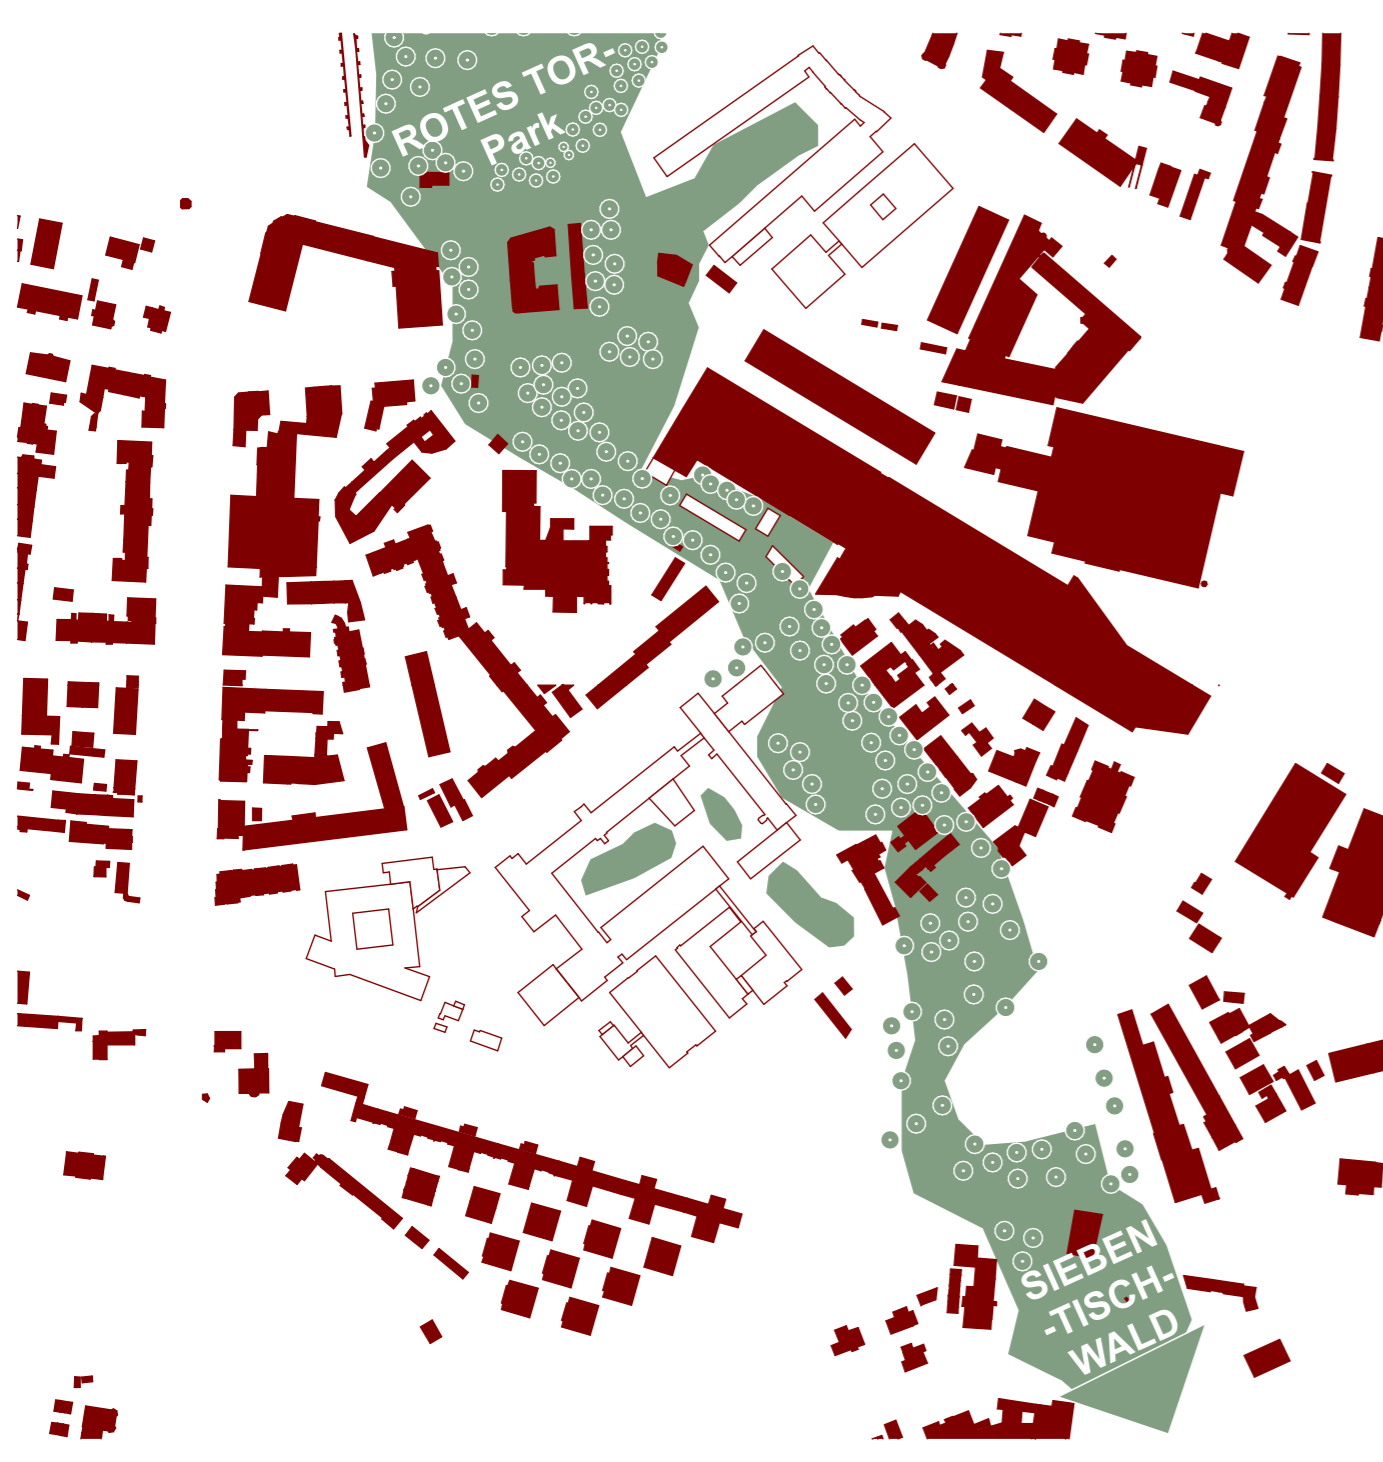 ROTES TOR-
Park
SIEBEN
-TISCH-
WALD